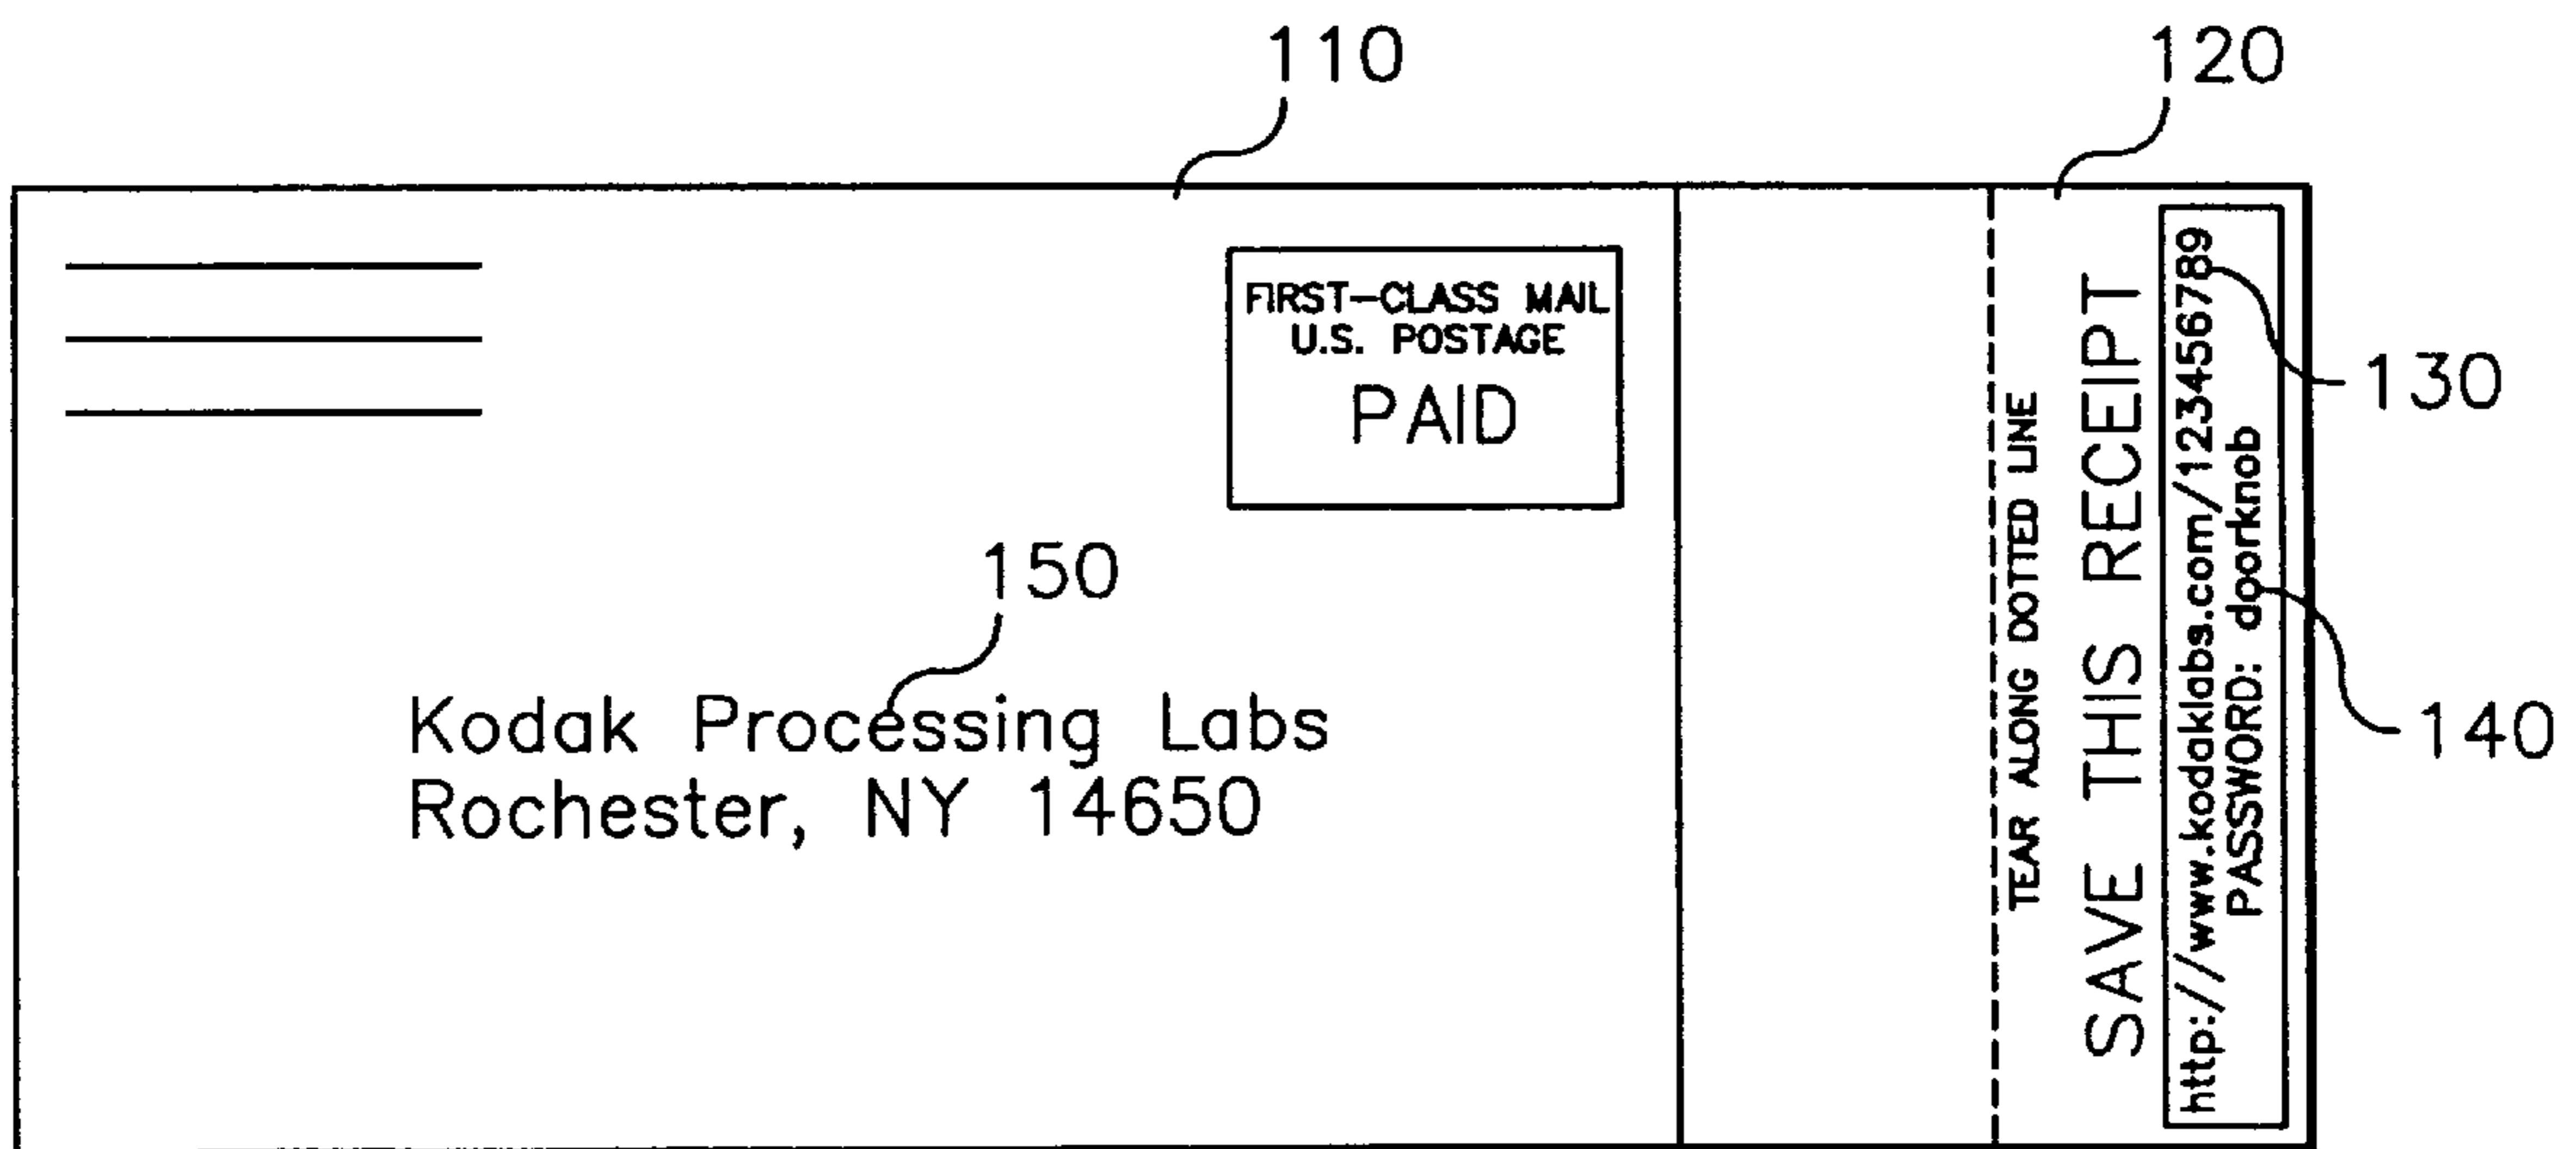 110
120
FIRST-CLASS MAIL
U.S. POSTAGE
PAID
130
150
Kodak Processing Labs
Rochester, NY 14650
140
TEAR ALONG DOTTED LINE
SAVE THIS RECEIPT
http://www.kodaklabs.com/123456789
PASSWORD: doorknob